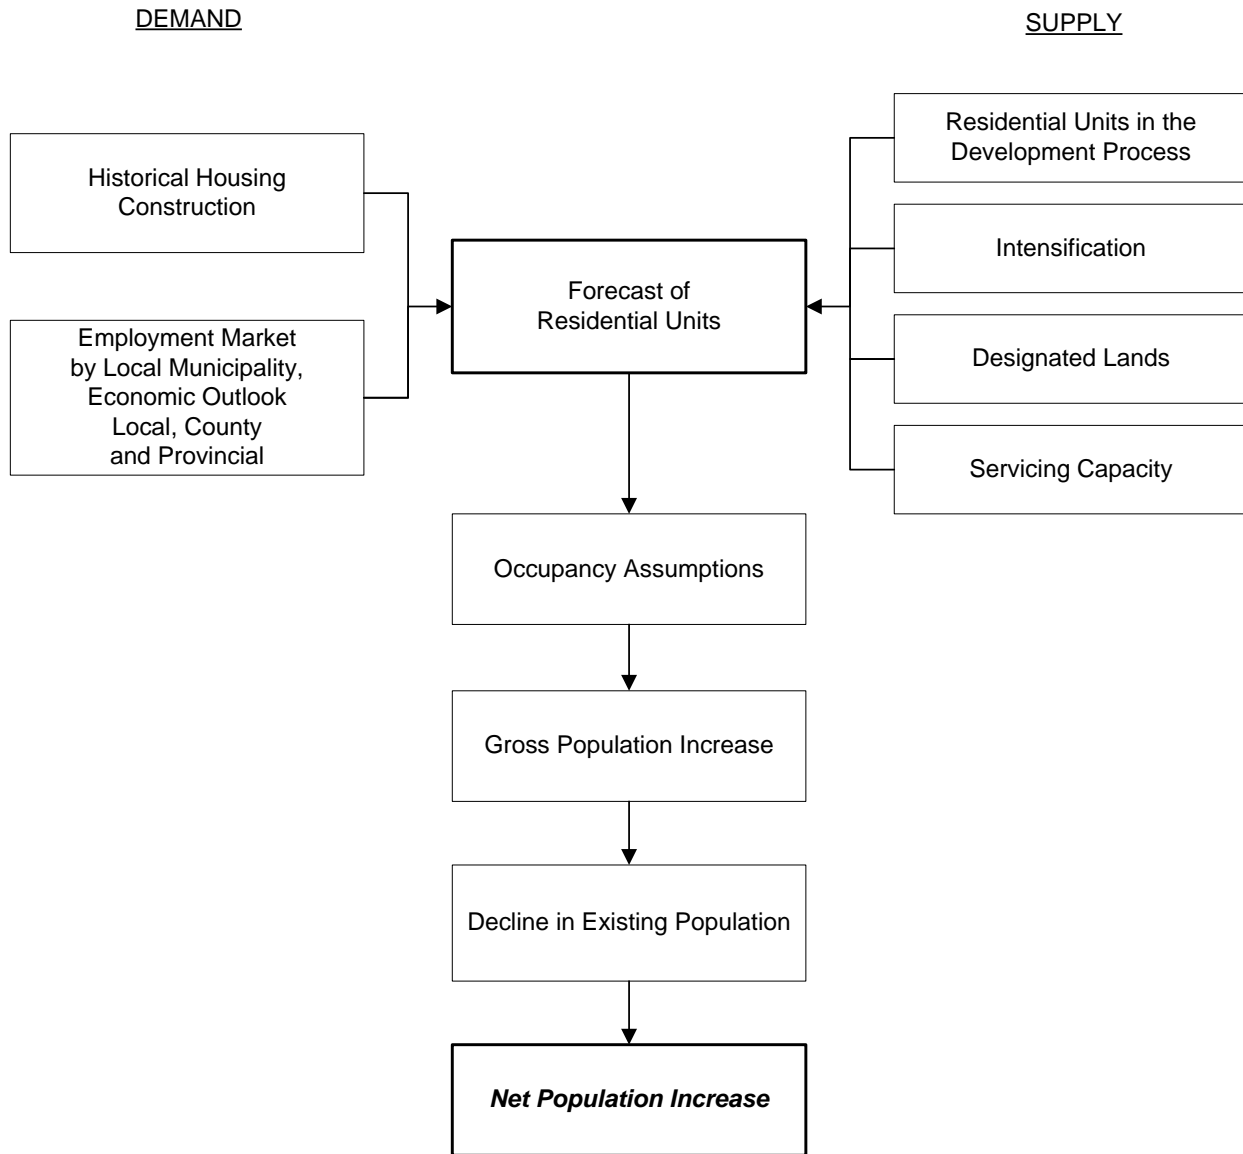 DEMAND
SUPPLY
Historical Housing
Construction
Employment Market
by Local Municipality,
Economic Outlook
Local, County
and Provincial
Forecast of
Residential Units
Residential Units in the
Development Process
Intensification
Designated Lands
Servicing Capacity
Occupancy Assumptions
Gross Population Increase
Decline in Existing Population
Net Population Increase